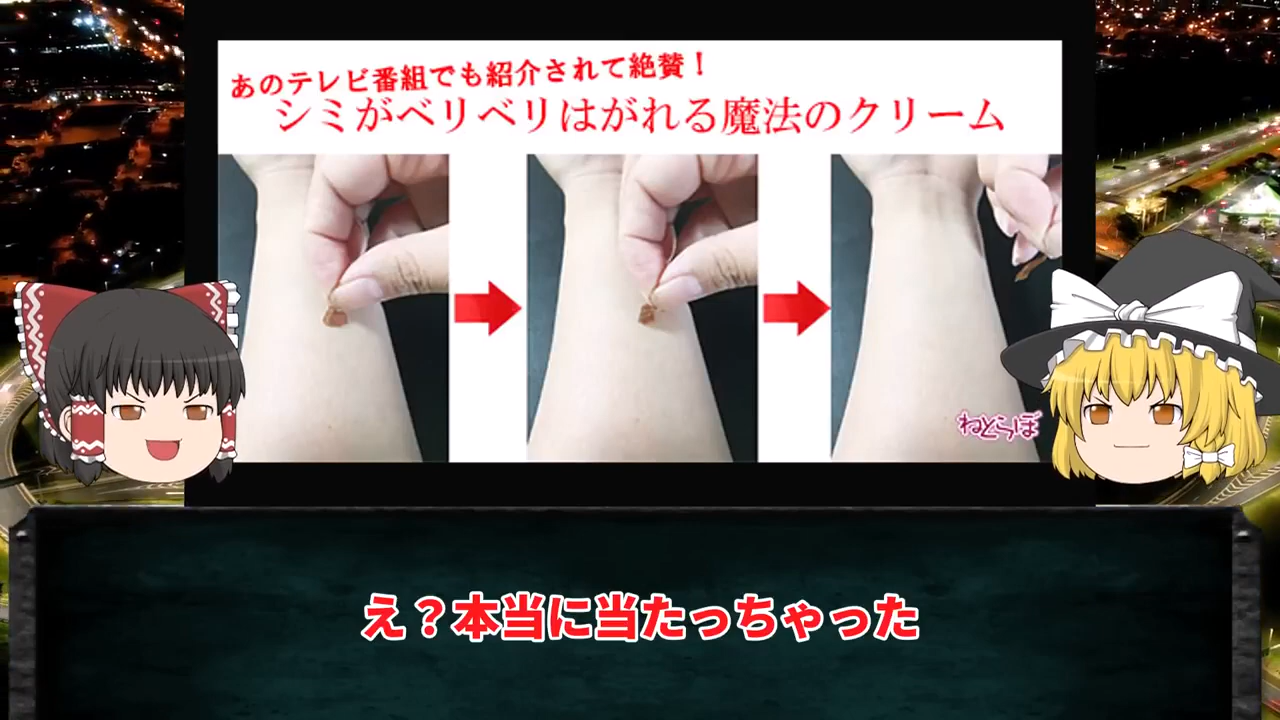 あのテレビ番組でも紹介されて絶賛！
シミがベリベリはがれる魔法のクリーム
ねとらぼ
え？本当に当たっちゃった